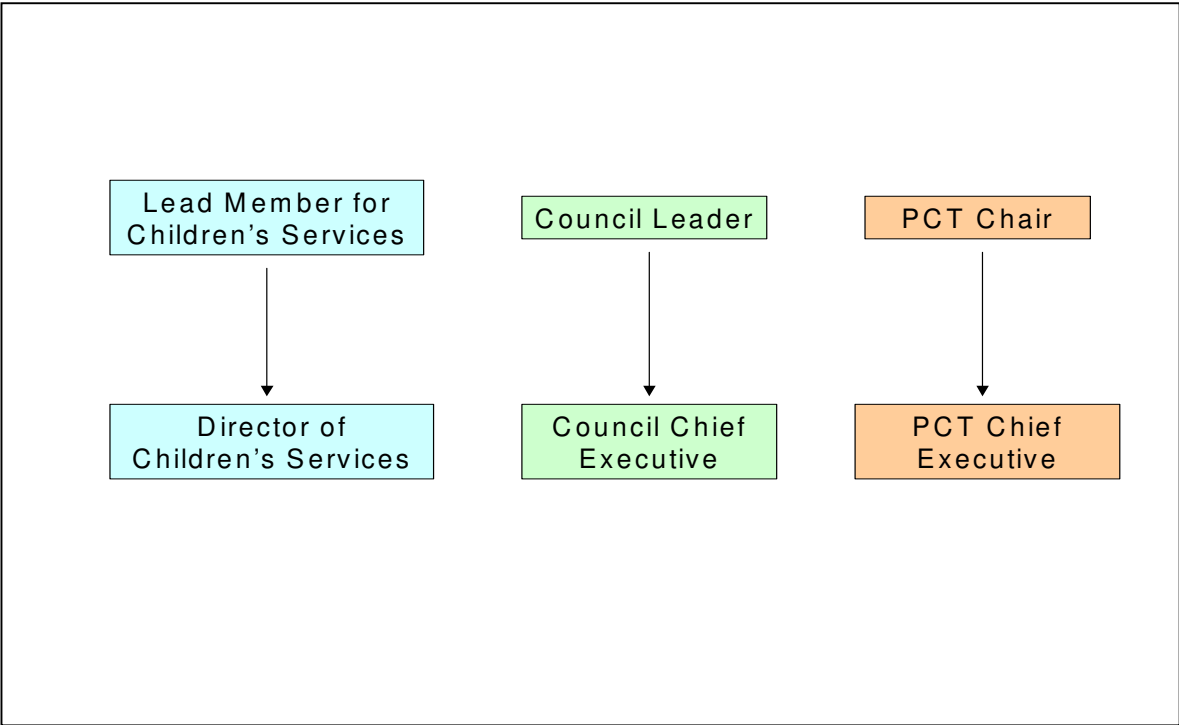 Lead Member for
Children's Services
Council Leader
PCT Chair
Director of
Children's Services
Council Chief
Executive
PCT Chief
Executive